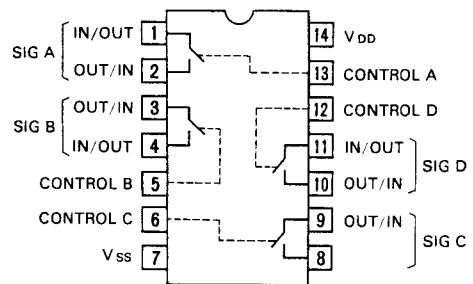 SIG A
IN/OUT 1
OUT/IN 2
SIG B
OUT/IN 3
IN/OUT 4
CONTROL B 5
CONTROL C 6
VSS 7
14 VDD
13 CONTROL A
12 CONTROL D
11 IN/OUT
10 OUT/IN
SIG D
9 OUT/IN
8
SIG C